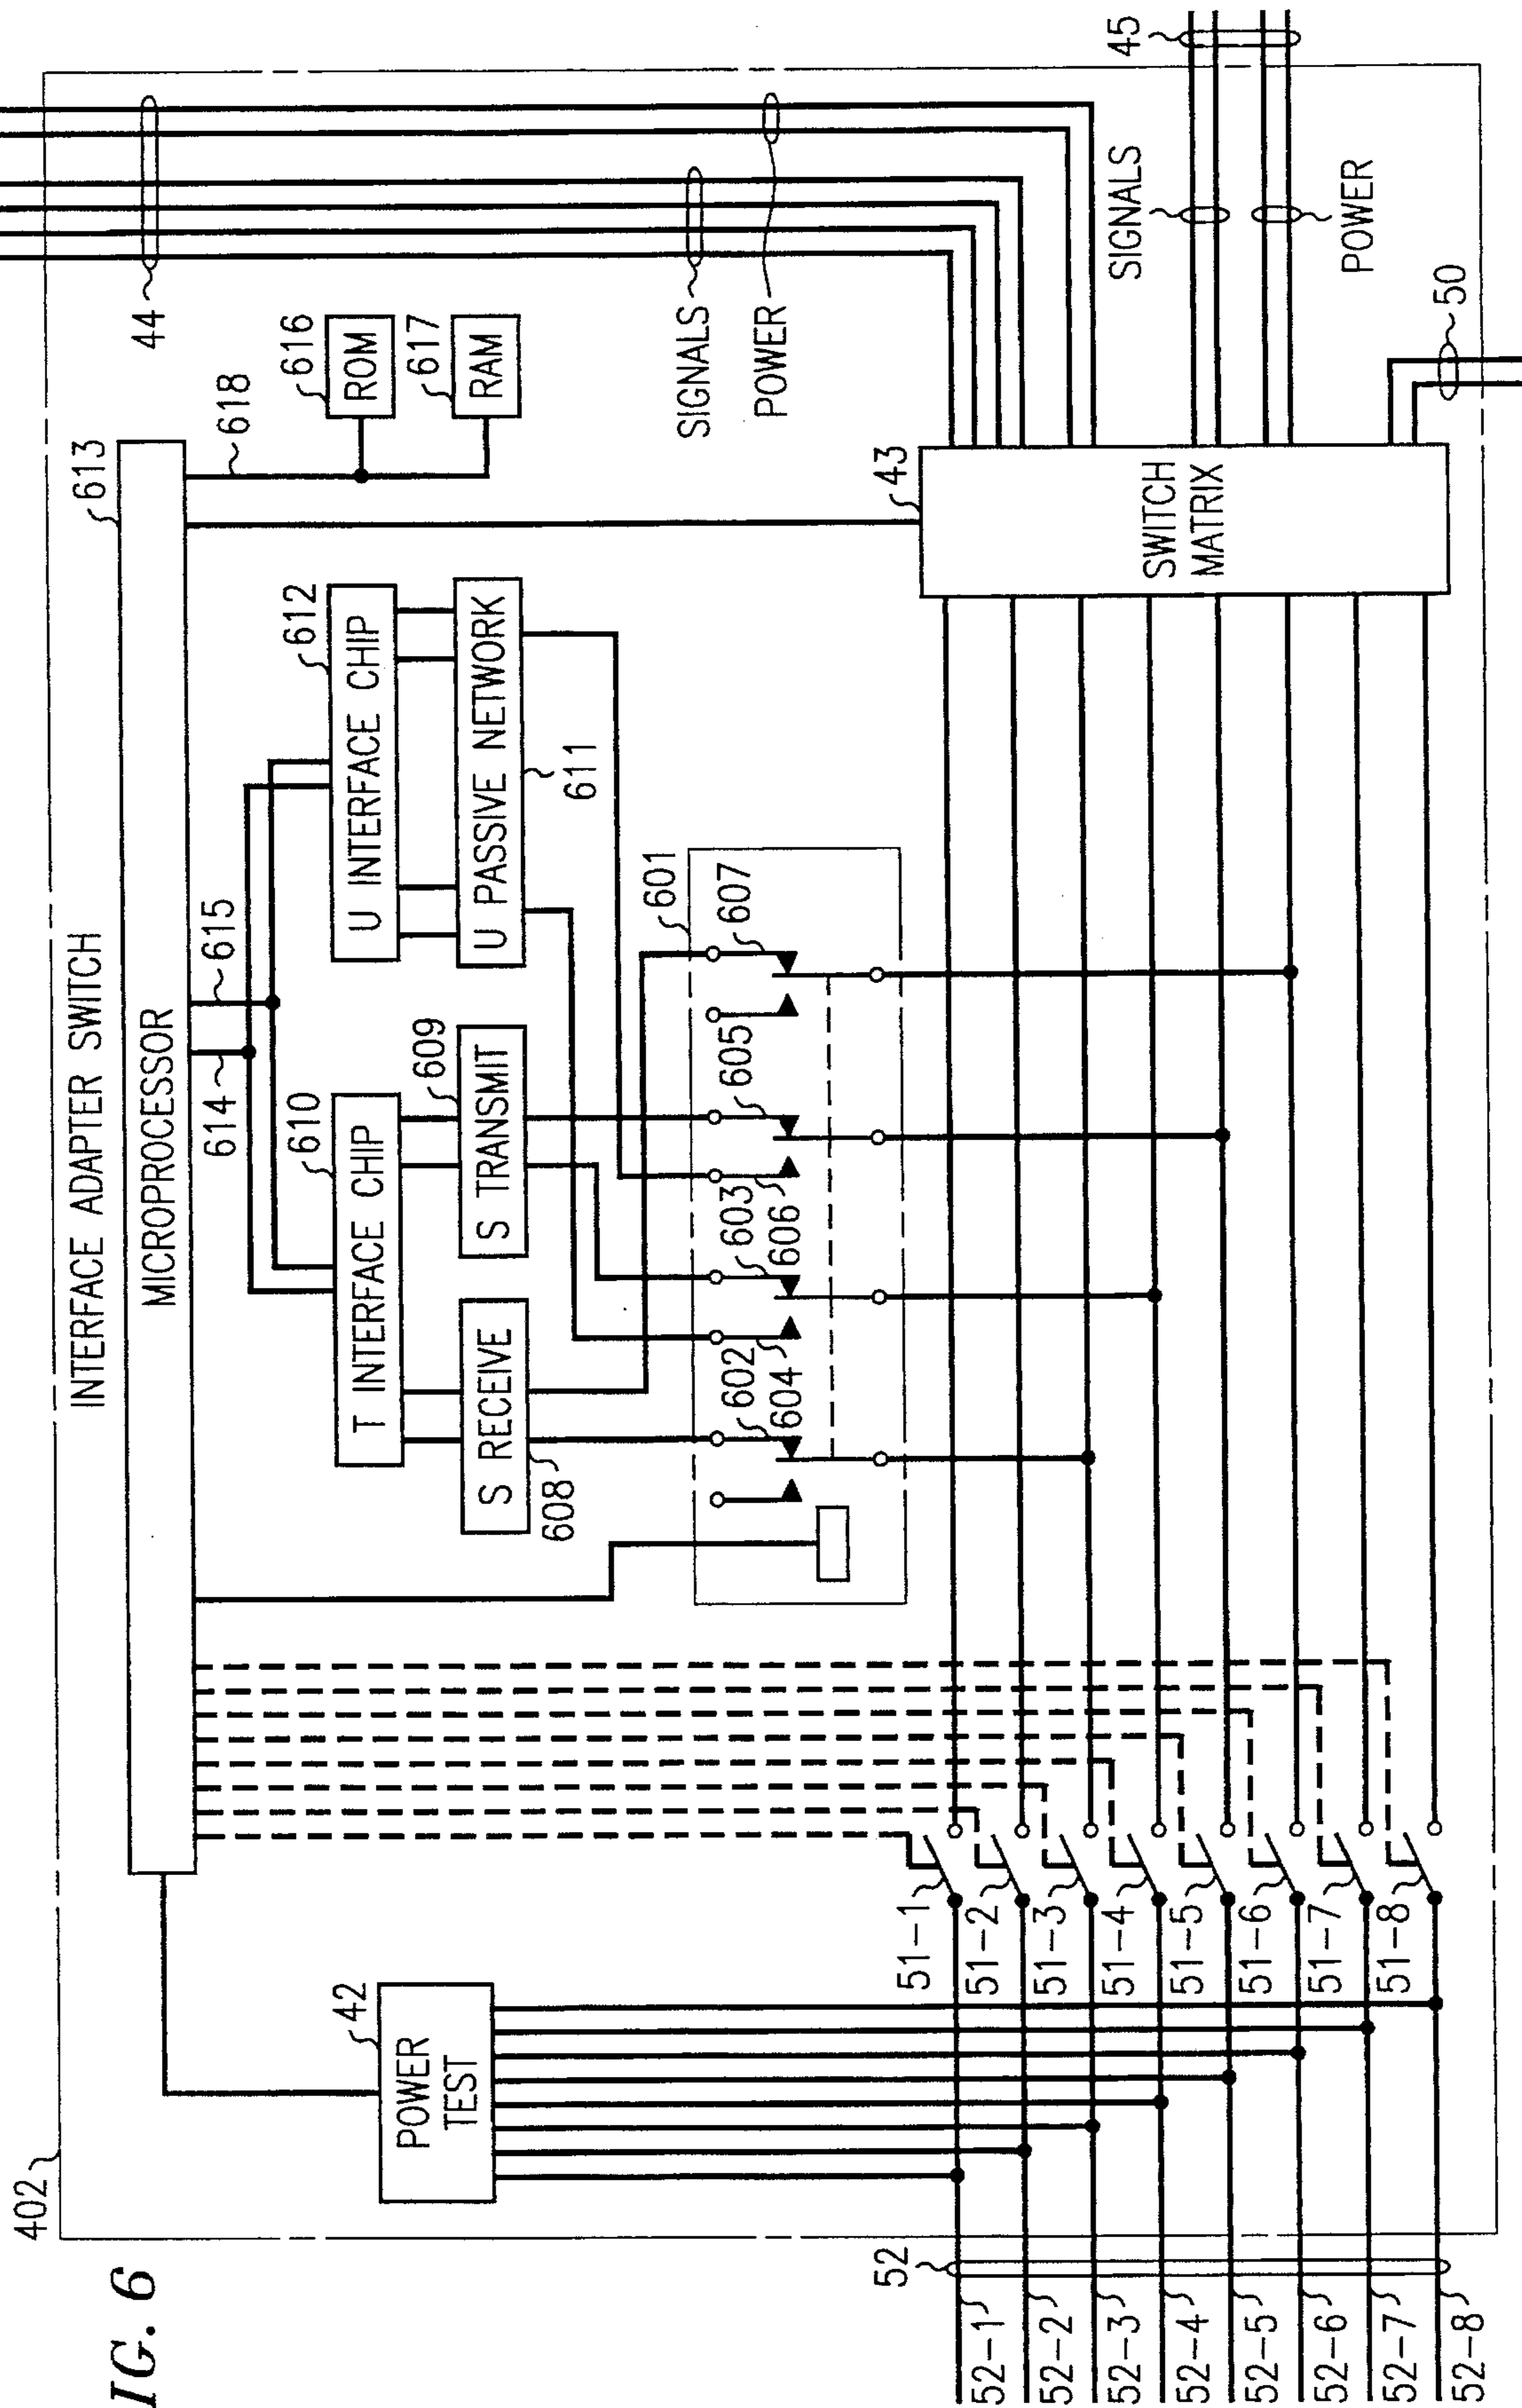 IG. 6
402
INTERFACE ADAPTER SWITCH
613
MICROPROCESSOR
614
615
618
44
616
ROM
617
RAM
610
T INTERFACE CHIP
612
U INTERFACE CHIP
609
S TRANSMIT
S RECEIVE
608
U PASSIVE NETWORK
611
42
POWER
TEST
601
602
604
603
606
605
607
SIGNALS
POWER
43
SWITCH
MATRIX
45
SIGNALS
POWER
50
51-1
51-2
51-3
51-4
51-5
51-6
51-7
51-8
52
52-1
52-2
52-3
52-4
52-5
52-6
52-7
52-8